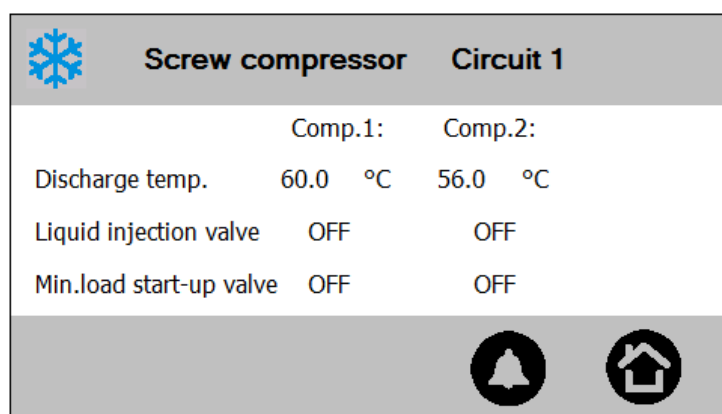 Screw compressor Circuit 1
Comp.1: Comp.2:
Discharge temp. 60.0 °C 56.0 °C
Liquid injection valve OFF OFF
Min.load start-up valve OFF OFF